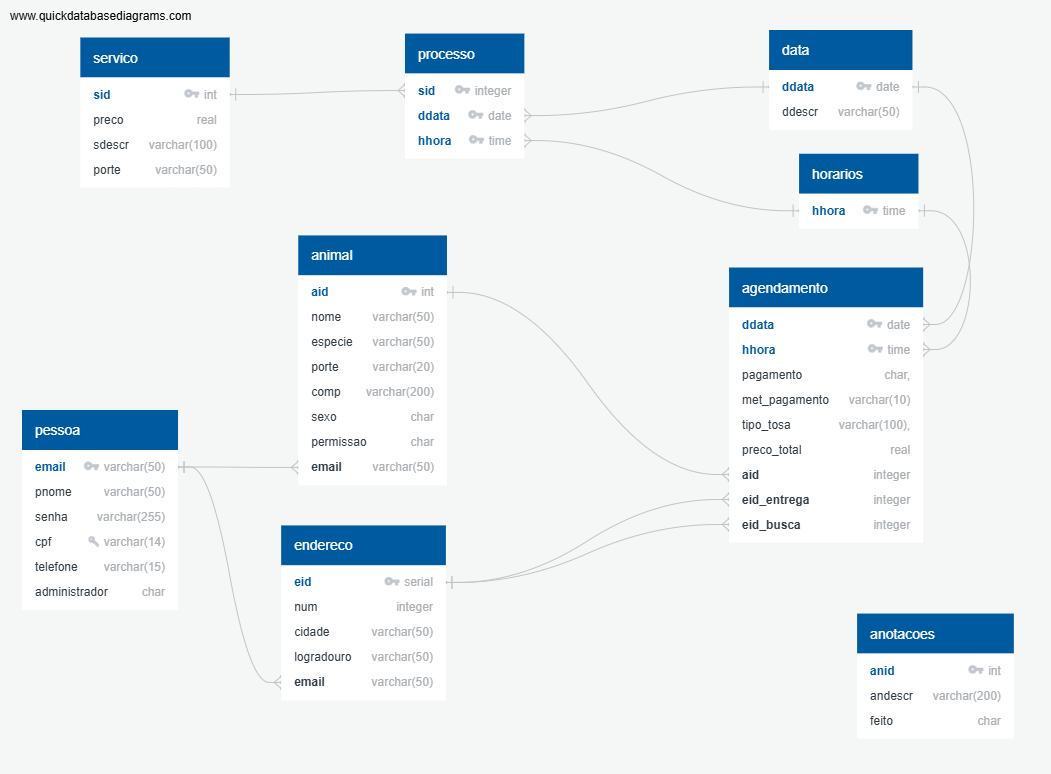 www.quickdatabasediagrams.com
servico
sid int
preco real
sdescr varchar(100)
porte varchar(50)
processo
sid integer
ddata date
hhora time
data
ddata date
ddescr varchar(50)
horarios
hhora time
animal
aid int
nome varchar(50)
especie varchar(50)
porte varchar(20)
comp varchar(200)
sexo char
permissao char
email varchar(50)
agendamento
ddata date
hhora time
pagamento char,
met_pagamento varchar(10)
tipo_tosa varchar(100),
preco_total real
aid integer
eid_entrega integer
eid_busca integer
pessoa
email varchar(50)
pnome varchar(50)
senha varchar(255)
cpf varchar(14)
telefone varchar(15)
administrador char
endereco
eid serial
num integer
cidade varchar(50)
logradouro varchar(50)
email varchar(50)
anotacoes
anid int
andescr varchar(200)
feito char